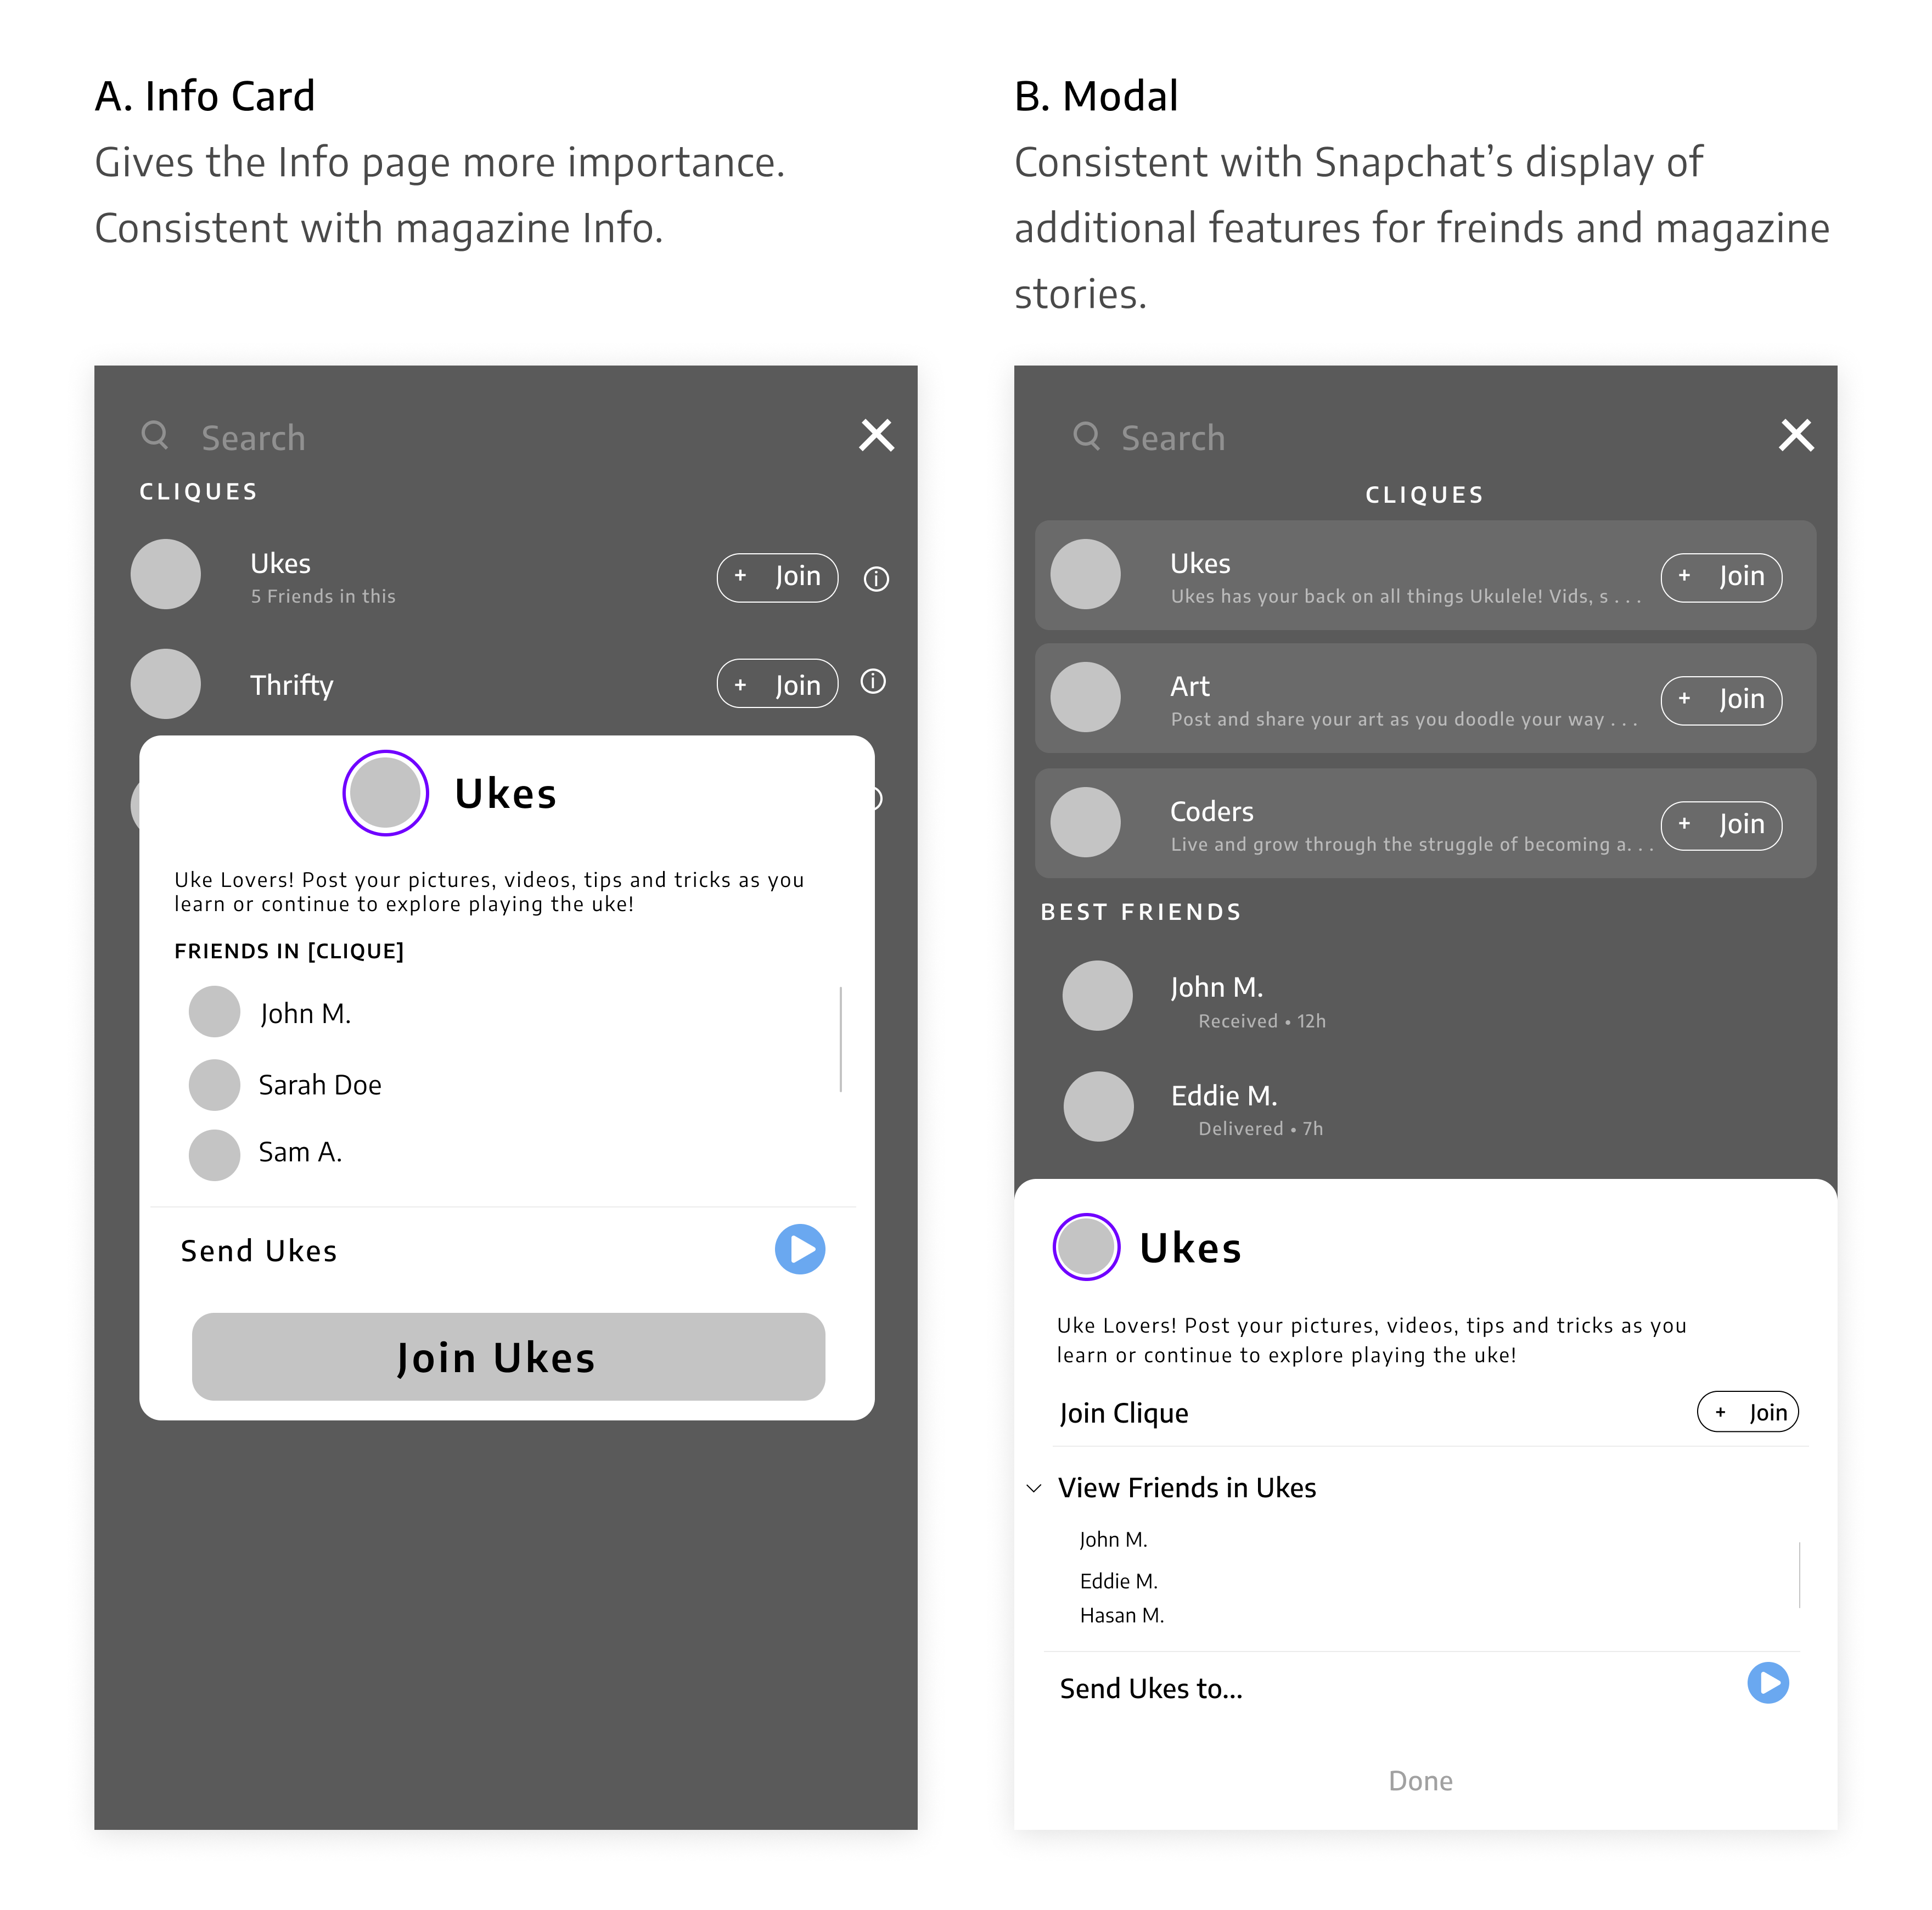 A. Info Card
Gives the Info page more importance.
Consistent with magazine Info.
Search
CLIQUES
Ukes
5 Friends in this
+ Join
Thrifty
+ Join
Ukes
Uke Lovers! Post your pictures, videos, tips and tricks as you
learn or continue to explore playing the uke!
FRIENDS IN [CLIQUE]
John M.
Sarah Doe
Sam A.
Send Ukes
Join Ukes
B. Modal
Consistent with Snapchat’s display of
additional features for freinds and magazine
stories.
Search
CLIQUES
Ukes
Ukes has your back on all things Ukulele! Vids, s . . .
+ Join
Art
Post and share your art as you doodle your way . . .
+ Join
Coders
Live and grow through the struggle of becoming a. . .
+ Join
BEST FRIENDS
John M.
Received • 12h
Eddie M.
Delivered • 7h
Ukes
Uke Lovers! Post your pictures, videos, tips and tricks as you
learn or continue to explore playing the uke!
Join Clique
+ Join
View Friends in Ukes
John M.
Eddie M.
Hasan M.
Send Ukes to...
Done